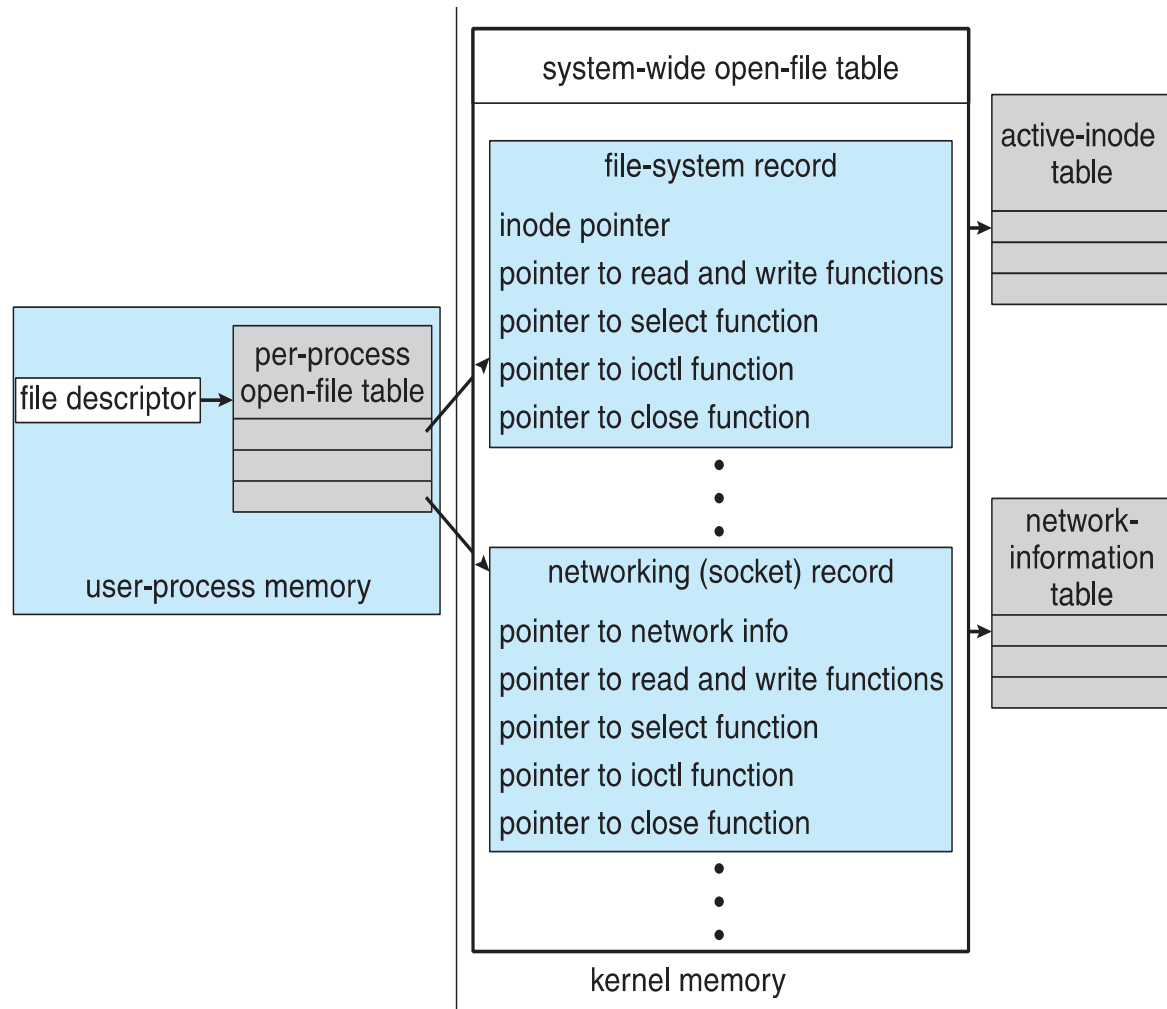 file descriptor
per-process
open-file table
user-process memory
system-wide open-file table
file-system record
inode pointer
pointer to read and write functions
pointer to select function
pointer to ioctl function
pointer to close function
networking (socket) record
pointer to network info
pointer to read and write functions
pointer to select function
pointer to ioctl function
pointer to close function
kernel memory
active-inode
table
network-
information
table